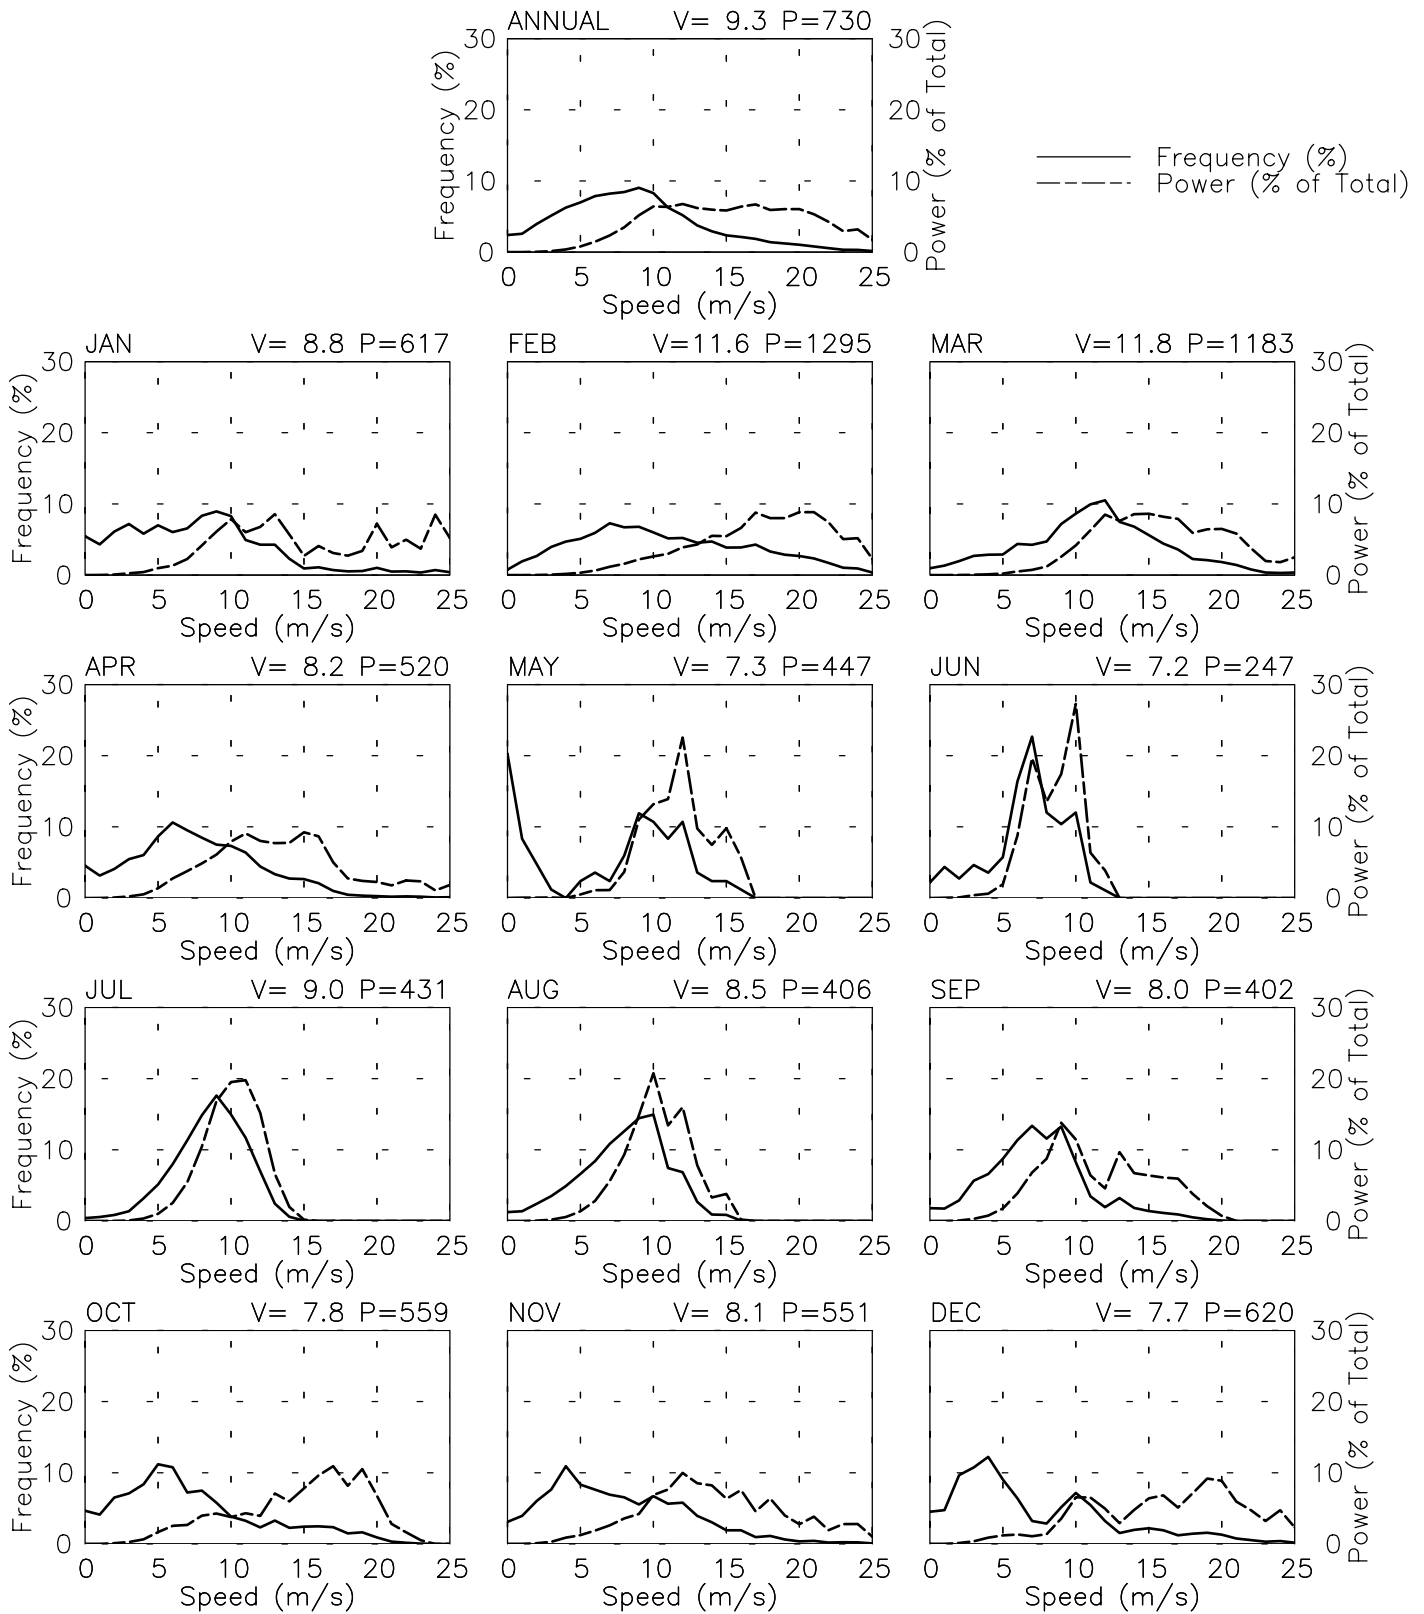 ANNUAL V= 9.3 P=730
Frequency (%)
30 20 10 0
30 20 10 0
Power (% of Total)
0 5 10 15 20 25
Speed (m/s)
Frequency (%)
Power (% of Total)
JAN V= 8.8 P=617
Frequency (%)
30 20 10 0
0 5 10 15 20 25
Speed (m/s)
FEB V=11.6 P=1295
0 5 10 15 20 25
Speed (m/s)
MAR V=11.8 P=1183
30 20 10 0
Power (% of Total)
0 5 10 15 20 25
Speed (m/s)
APR V= 8.2 P=520
Frequency (%)
30 20 10 0
0 5 10 15 20 25
Speed (m/s)
MAY V= 7.3 P=447
0 5 10 15 20 25
Speed (m/s)
JUN V= 7.2 P=247
30 20 10 0
Power (% of Total)
0 5 10 15 20 25
Speed (m/s)
JUL V= 9.0 P=431
Frequency (%)
30 20 10 0
0 5 10 15 20 25
Speed (m/s)
AUG V= 8.5 P=406
0 5 10 15 20 25
Speed (m/s)
SEP V= 8.0 P=402
30 20 10 0
Power (% of Total)
0 5 10 15 20 25
Speed (m/s)
OCT V= 7.8 P=559
Frequency (%)
30 20 10 0
0 5 10 15 20 25
Speed (m/s)
NOV V= 8.1 P=551
0 5 10 15 20 25
Speed (m/s)
DEC V= 7.7 P=620
30 20 10 0
Power (% of Total)
0 5 10 15 20 25
Speed (m/s)